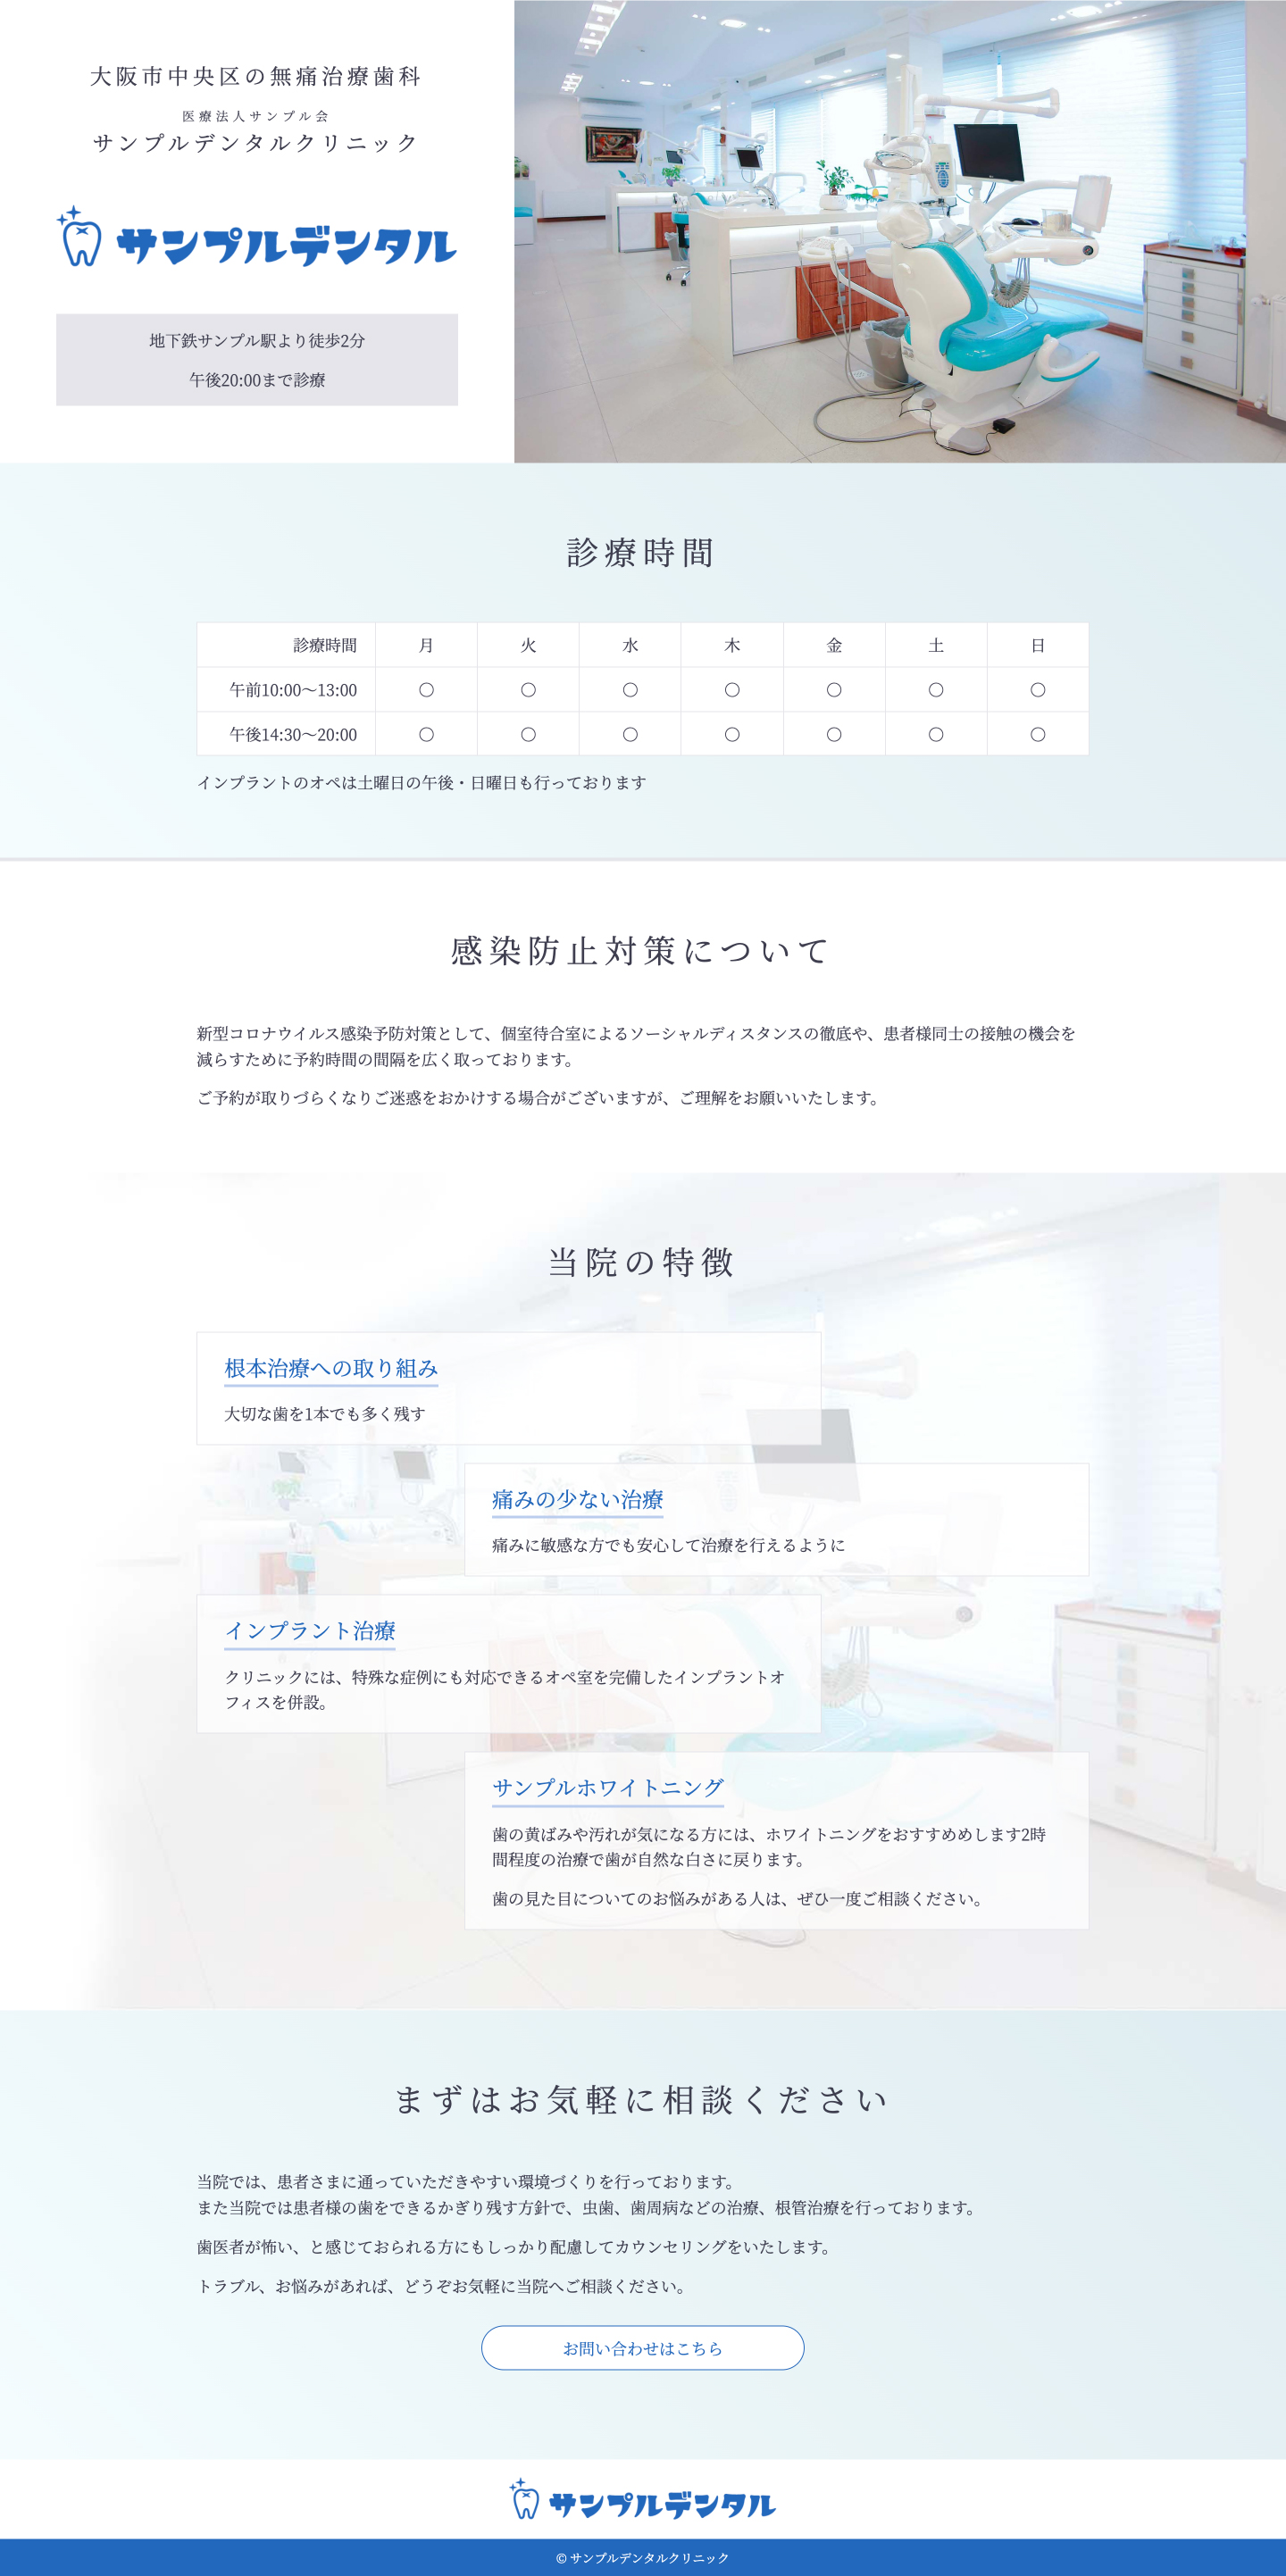 大阪市中央区の無痛治療歯科
医療法人サンプル会
サンプルデンタルクリニック
サンプルデンタル
地下鉄サンプル駅より徒歩2分
午後20:00まで診療
診療時間
診療時間 月 火 水 木 金 土 日
午前10:00〜13:00 〇 〇 〇 〇 〇 〇 〇
午後14:30〜20:00 〇 〇 〇 〇 〇 〇 〇
インプラントのオペは土曜日の午後・日曜日も行っております
感染防止対策について
新型コロナウイルス感染予防対策として、個室待合室によるソーシャルディスタンスの徹底や、患者様同士の接触の機会を
減らすために予約時間の間隔を広く取っております。
ご予約が取りづらくなりご迷惑をおかけする場合がございますが、ご理解をお願いいたします。
当院の特徴
根本治療への取り組み
大切な歯を1本でも多く残す
痛みの少ない治療
痛みに敏感な方でも安心して治療を行えるように
インプラント治療
クリニックには、特殊な症例にも対応できるオペ室を完備したインプラントオ
フィスを併設。
サンプルホワイトニング
歯の黄ばみや汚れが気になる方には、ホワイトニングをおすすめめします2時
間程度の治療で歯が自然な白さに戻ります。
歯の見た目についてのお悩みがある人は、ぜひ一度ご相談ください。
まずはお気軽に相談ください
当院では、患者さまに通っていただきやすい環境づくりを行っております。
また当院では患者様の歯をできるかぎり残す方針で、虫歯、歯周病などの治療、根管治療を行っております。
歯医者が怖い、と感じておられる方にもしっかり配慮してカウンセリングをいたします。
トラブル、お悩みがあれば、どうぞお気軽に当院へご相談ください。
お問い合わせはこちら
サンプルデンタル
© サンプルデンタルクリニック